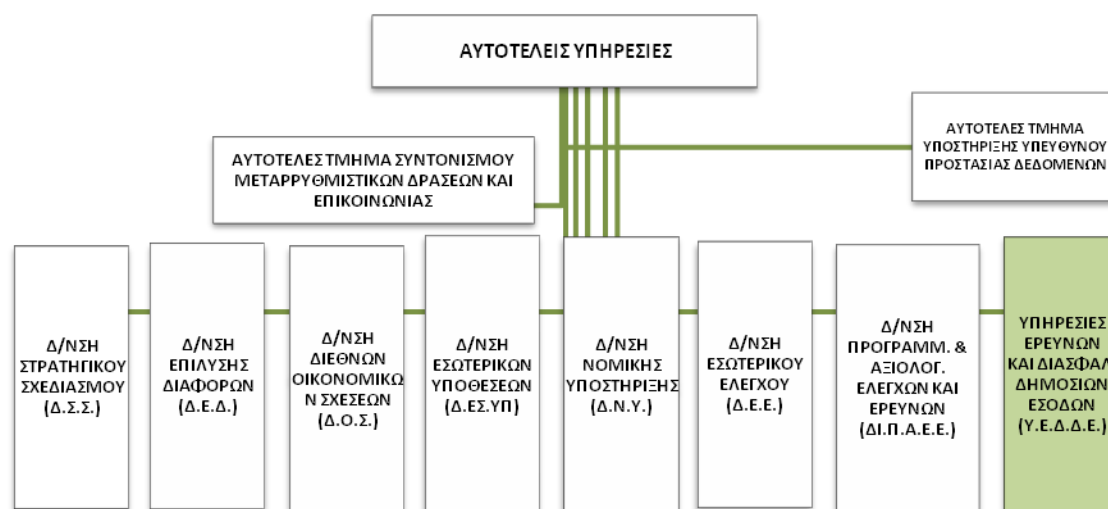 ΑΥΤΟΤΕΛΕΙΣ ΥΠΗΡΕΣΙΕΣ
ΑΥΤΟΤΕΛΕΣ ΤΜΗΜΑ
ΥΠΟΣΤΗΡΙΞΗΣ ΥΠΕΥΘΥΝΟΥ
ΠΡΟΣΤΑΣΙΑΣ ΔΕΔΟΜΕΝΩΝ
ΑΥΤΟΤΕΛΕΣ ΤΜΗΜΑ ΣΥΝΤΟΝΙΣΜΟΥ
ΜΕΤΑΡΡΥΘΜΙΣΤΙΚΩΝ ΔΡΑΣΕΩΝ ΚΑΙ
ΕΠΙΚΟΙΝΩΝΙΑΣ
Δ/ΝΣΗ
ΣΤΡΑΤΗΓΙΚΟΥ
ΣΧΕΔΙΑΣΜΟΥ
(Δ.Σ.Σ.)
Δ/ΝΣΗ
ΕΠΙΛΥΣΗΣ
ΔΙΑΦΟΡΩΝ
(Δ.Ε.Δ.)
Δ/ΝΣΗ
ΔΙΕΘΝΩΝ
ΟΙΚΟΝΟΜΙΚΩ
Ν ΣΧΕΣΕΩΝ
(Δ.Ο.Σ.)
Δ/ΝΣΗ
ΕΣΩΤΕΡΙΚΩΝ
ΥΠΟΘΕΣΕΩΝ
(Δ.ΕΣ.ΥΠ)
Δ/ΝΣΗ
ΝΟΜΙΚΗΣ
ΥΠΟΣΤΗΡΙΞΗΣ
(Δ.Ν.Υ.)
Δ/ΝΣΗ
ΕΣΩΤΕΡΙΚΟΥ
ΕΛΕΓΧΟΥ
(Δ.Ε.Ε.)
Δ/ΝΣΗ
ΠΡΟΓΡΑΜΜ. &
ΑΞΙΟΛΟΓ.
ΕΛΕΓΧΩΝ ΚΑΙ
ΕΡΕΥΝΩΝ
(ΔΙ.Π.Α.Ε.Ε.)
ΥΠΗΡΕΣΙΕΣ
ΕΡΕΥΝΩΝ
ΚΑΙ ΔΙΑΣΦΑΛ
ΔΗΜΟΣΙΩΝ
ΕΣΟΔΩΝ
(Υ.Ε.Δ.Δ.Ε.)